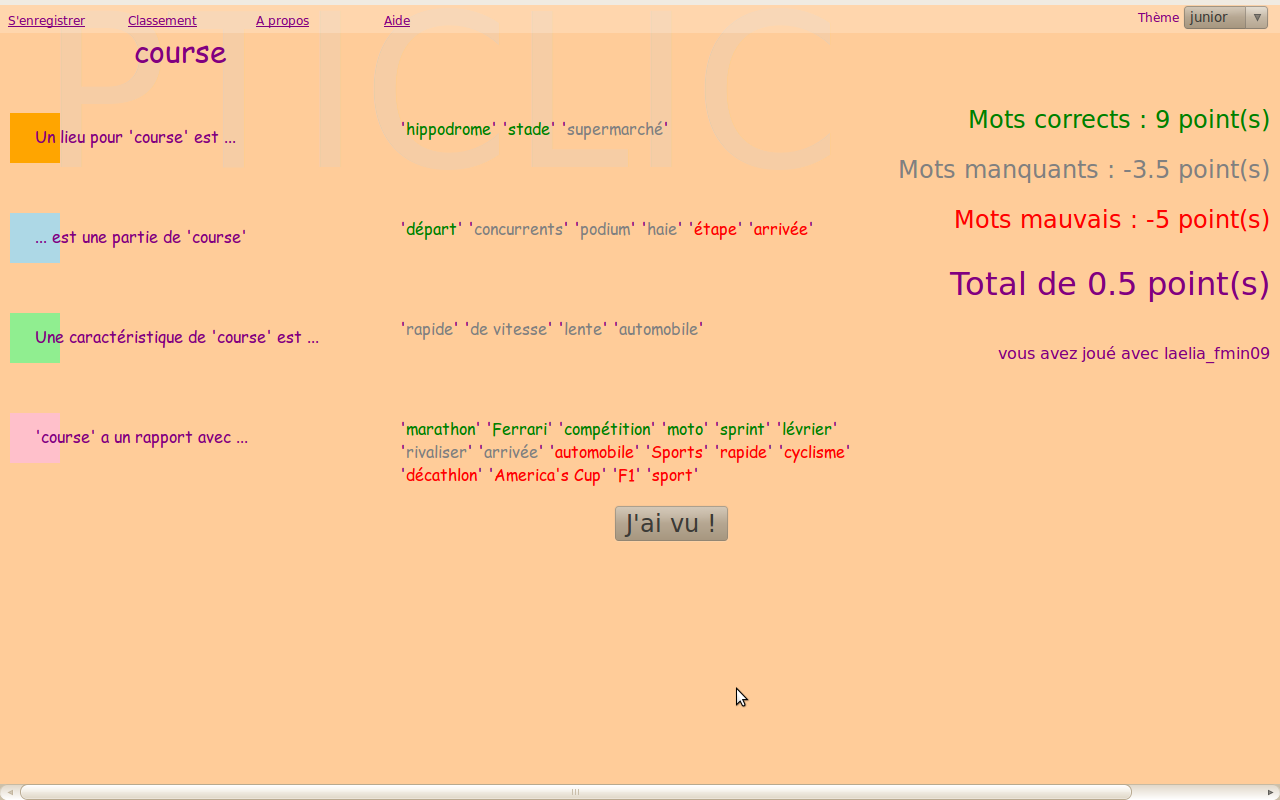 PTICLIC
S'enregistrer Classement A propos Aide Thème junior
course
Un lieu pour 'course' est ... 'hippodrome' 'stade' 'supermarché'
... est une partie de 'course' 'départ' 'concurrents' 'podium' 'haie' 'étape' 'arrivée'
Une caractéristique de 'course' est ... 'rapide' 'de vitesse' 'lente' 'automobile'
'course' a un rapport avec ... 'marathon' 'Ferrari' 'compétition' 'moto' 'sprint' 'lévrier'
'rivaliser' 'arrivée' 'automobile' 'Sports' 'rapide' 'cyclisme'
'décathlon' 'America's Cup' 'F1' 'sport'
Mots corrects : 9 point(s)
Mots manquants : -3.5 point(s)
Mots mauvais : -5 point(s)
Total de 0.5 point(s)
vous avez joué avec laelia_fmin09
J'ai vu !